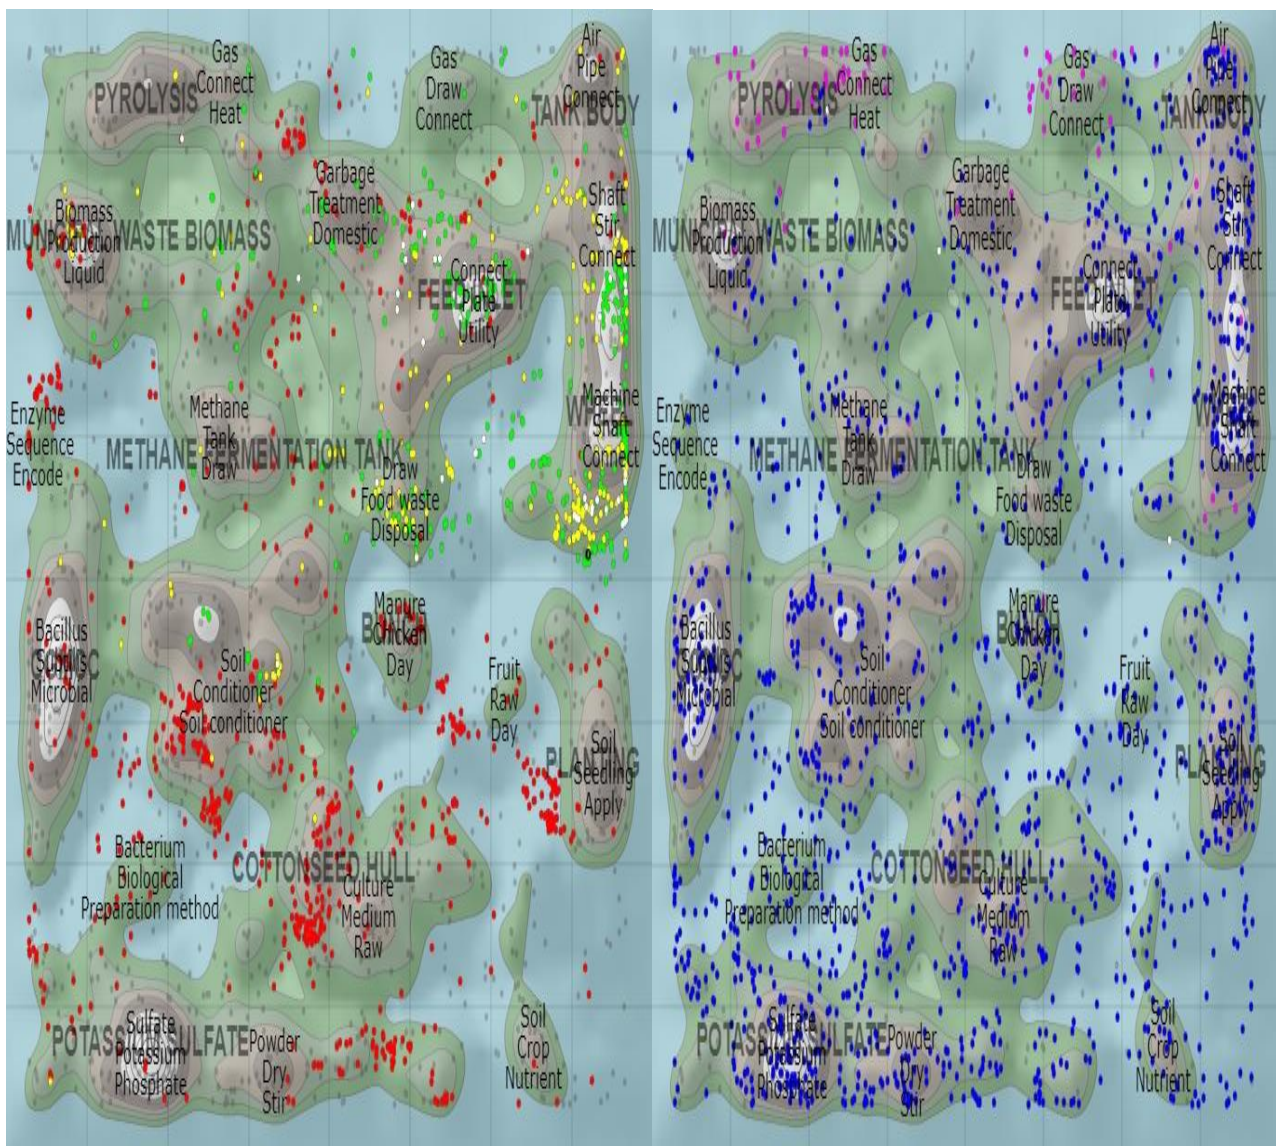 Gas
Connect
Heat
PYROLYSIS
Gas
Draw
Connect
Air
Pipe
Connect
TANK BODY
Garbage
Treatment
Domestic
Shaft
Stir
Connect
Biomass
Production
Liquid
WASTE BIOMASS
Connect
Plate
Utility
FEED INLET
Enzyme
Sequence
Encode
Methane
Tank
Draw
METHANE FERMENTATION TANK
Draw
Food waste
Disposal
Machine
Shaft
Connect
Bacillus
Subtilis
Microbial
Soil
Conditioner
Soil conditioner
Manure
Chicken
Day
Fruit
Raw
Day
PLANTING
Soil
Seedling
Apply
Bacterium
Biological
Preparation method
COTTONSEED HULL
Culture
Medium
Raw
POTASSIUM SULFATE
Sulfate
Potassium
Phosphate
Powder
Dry
Stir
Soil
Crop
Nutrient
Gas
Connect
Heat
PYROLYSIS
Gas
Draw
Connect
Air
Pipe
Connect
TANK BODY
Garbage
Treatment
Domestic
Shaft
Stir
Connect
Biomass
Production
Liquid
WASTE BIOMASS
Connect
Plate
Utility
FEED INLET
Enzyme
Sequence
Encode
Methane
Tank
Draw
METHANE FERMENTATION TANK
Draw
Food waste
Disposal
Machine
Shaft
Connect
Bacillus
Subtilis
Microbial
Soil
Conditioner
Soil conditioner
Manure
Chicken
Day
Fruit
Raw
Day
PLANTING
Soil
Seedling
Apply
Bacterium
Biological
Preparation method
COTTONSEED HULL
Culture
Medium
Raw
POTASSIUM SULFATE
Sulfate
Potassium
Phosphate
Powder
Dry
Stir
Soil
Crop
Nutrient